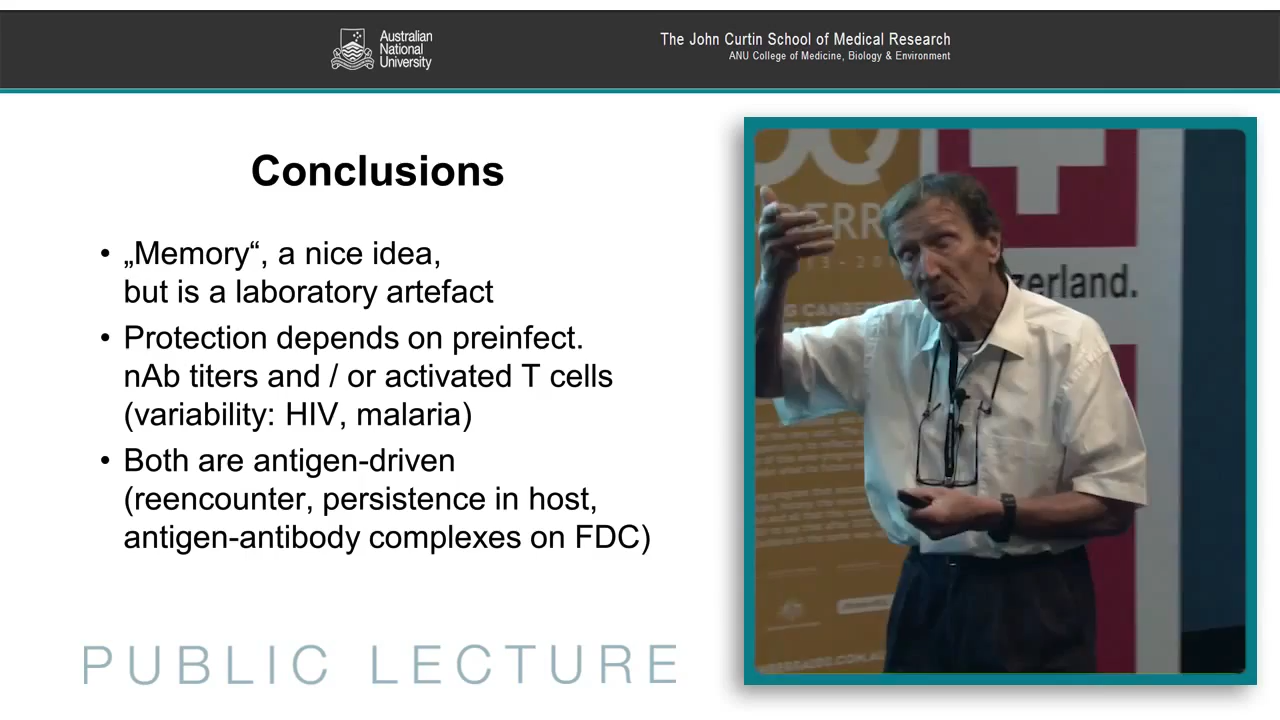 Australian
National
University
The John Curtin School of Medical Research
ANU College of Medicine, Biology & Environment
Conclusions
• „Memory“, a nice idea,
but is a laboratory artefact
• Protection depends on preinfect.
nAb titers and / or activated T cells
(variability: HIV, malaria)
• Both are antigen-driven
(reencounter, persistence in host,
antigen-antibody complexes on FDC)
PUBLIC LECTURE
zerland.